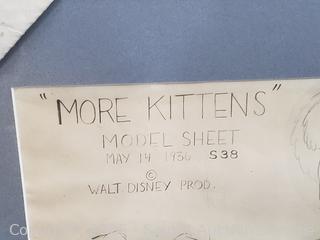 "MORE KITTENS"
MODEL SHEET
MAY 14 1936 S38
©
WALT DISNEY PROD.